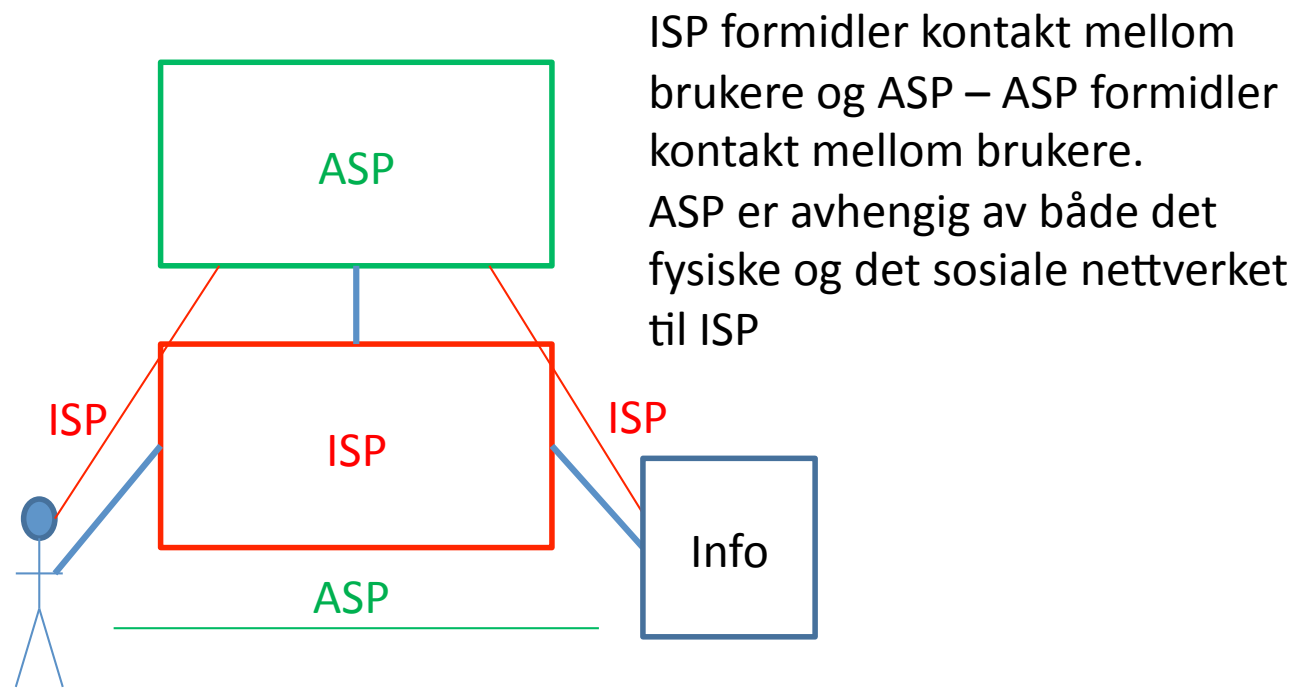 ISP formidler kontakt mellom
brukere og ASP – ASP formidler
kontakt mellom brukere.
ASP er avhengig av både det
fysiske og det sosiale nettverket
til ISP
ASP
ISP
ISP
ISP
Info
ASP